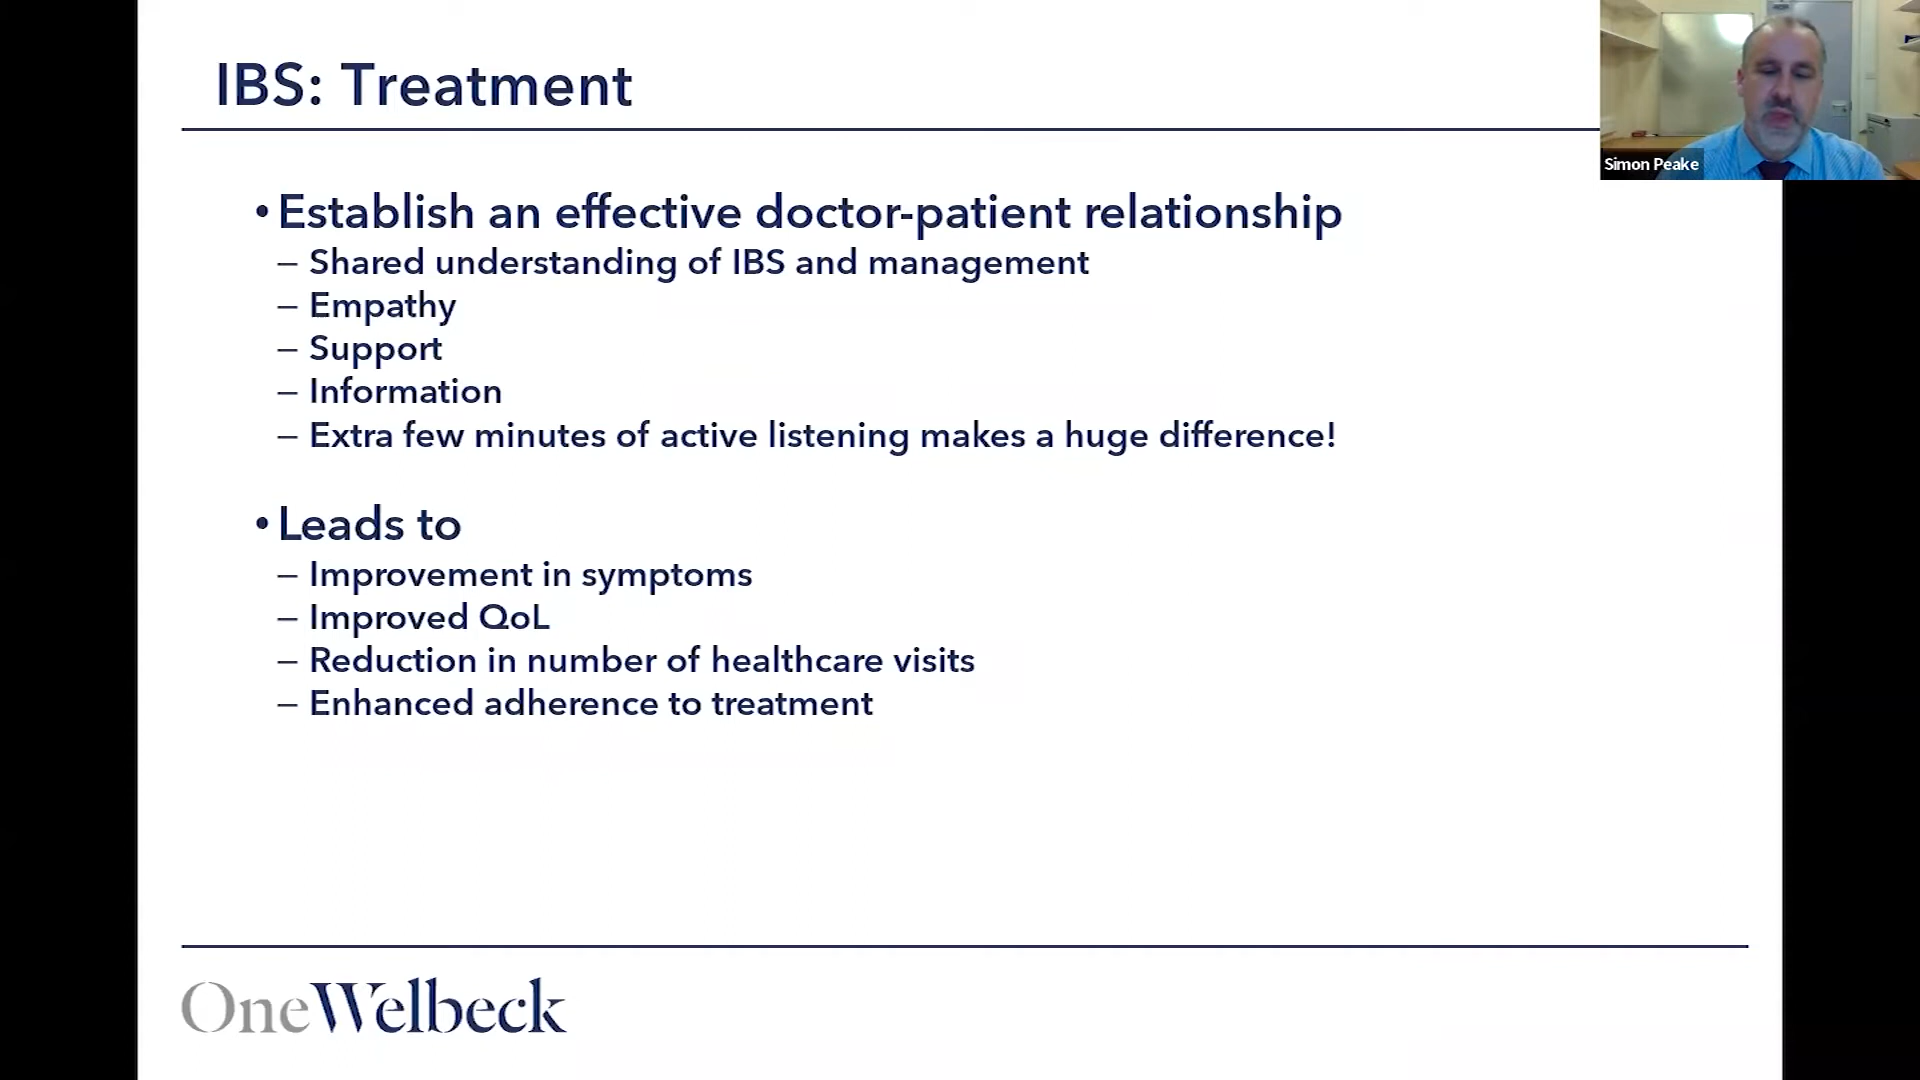 IBS: Treatment
Simon Peake
• Establish an effective doctor-patient relationship
– Shared understanding of IBS and management
– Empathy
– Support
– Information
– Extra few minutes of active listening makes a huge difference!
• Leads to
– Improvement in symptoms
– Improved QoL
– Reduction in number of healthcare visits
– Enhanced adherence to treatment
OneWelbeck